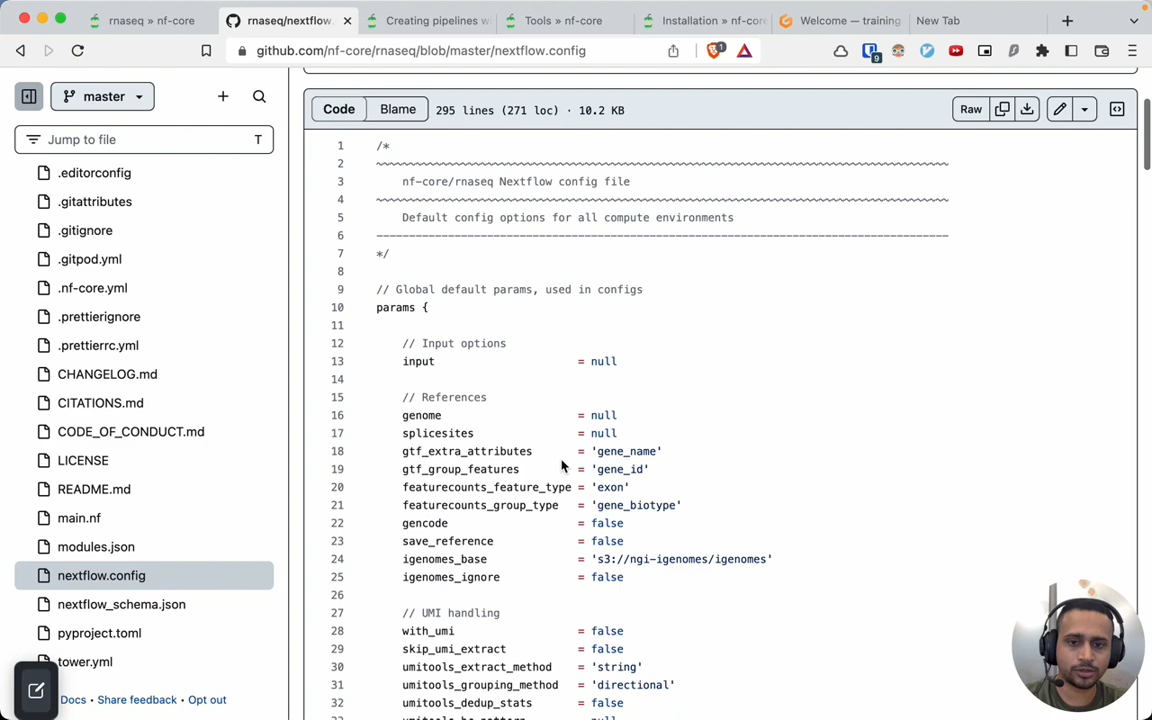 rnaseq » nf-core
rnaseq/nextflow.
Creating pipelines w
Tools » nf-core
Installation » nf-core
Welcome — training
New Tab
github.com/nf-core/rnaseq/blob/master/nextflow.config
1
9
master
Jump to file
T
.editorconfig
.gitattributes
.gitignore
.gitpod.yml
.nf-core.yml
.prettierignore
.prettierrc.yml
CHANGELOG.md
CITATIONS.md
CODE_OF_CONDUCT.md
LICENSE
README.md
main.nf
modules.json
nextflow.config
nextflow_schema.json
pyproject.toml
tower.yml
Docs • Share feedback • Opt out
Code Blame 295 lines (271 loc) · 10.2 KB Raw
1 /*
2 ~~~~~~~~~~~~~~~~~~~~~~~~~~~~~~~~~~~~~~~~~~~~~~~~~~~~~~~~~~~~~~~~~~~~~~~~~~~~~~~~~~~~~~~~
3 nf-core/rnaseq Nextflow config file
4 ~~~~~~~~~~~~~~~~~~~~~~~~~~~~~~~~~~~~~~~~~~~~~~~~~~~~~~~~~~~~~~~~~~~~~~~~~~~~~~~~~~~~~~~~
5 Default config options for all compute environments
6 ----------------------------------------------------------------------------------------
7 */
8
9 // Global default params, used in configs
10 params {
11
12 // Input options
13 input = null
14
15 // References
16 genome = null
17 splicesites = null
18 gtf_extra_attributes = 'gene_name'
19 gtf_group_features = 'gene_id'
20 featurecounts_feature_type = 'exon'
21 featurecounts_group_type = 'gene_biotype'
22 gencode = false
23 save_reference = false
24 igenomes_base = 's3://ngi-igenomes/igenomes'
25 igenomes_ignore = false
26
27 // UMI handling
28 with_umi = false
29 skip_umi_extract = false
30 umitools_extract_method = 'string'
31 umitools_grouping_method = 'directional'
32 umitools_dedup_stats = false